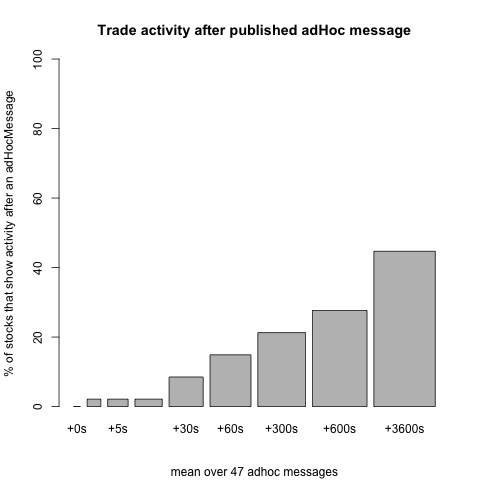 Trade activity after published adHoc message
% of stocks that show activity after an adHocMessage
100
80
60
40
20
0
+0s +5s +30s +60s +300s +600s +3600s
mean over 47 adhoc messages